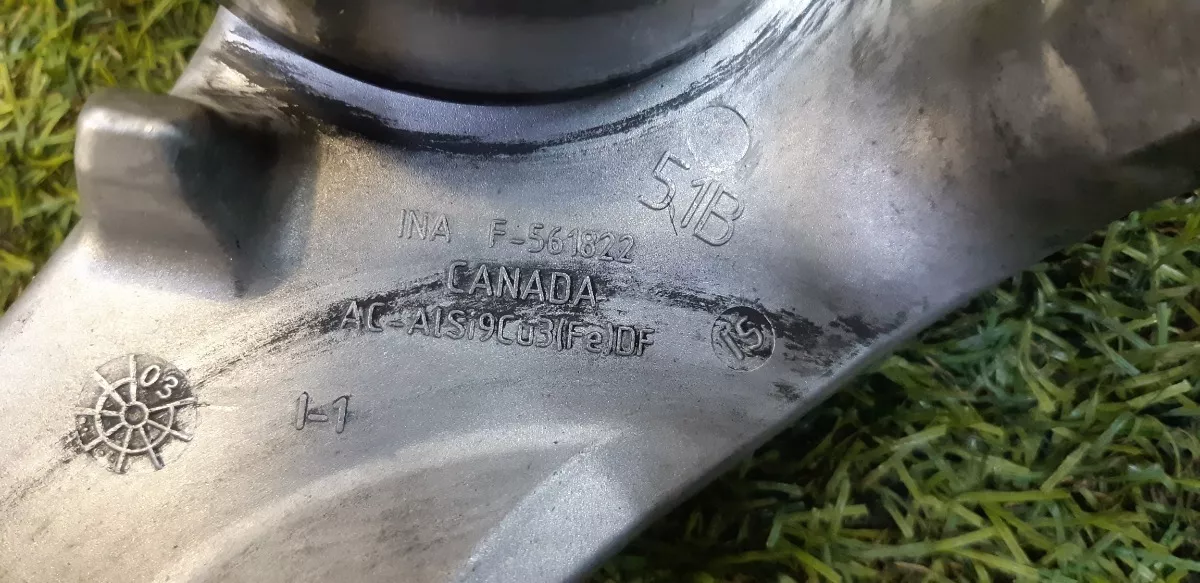 51B
INA F-561822
CANADA
AC-AlSi9Cu3(Fe)DF
03
1-1